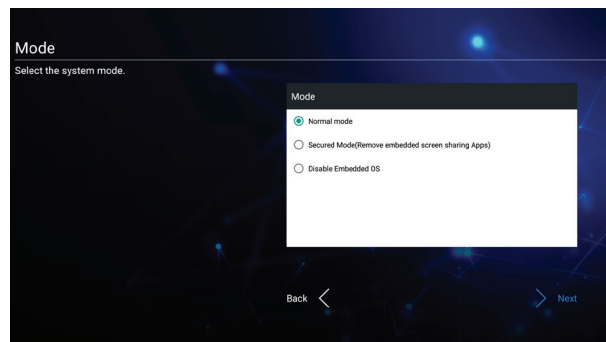 Mode
Select the system mode.
Mode
Normal mode
Secured Mode(Remove embedded screen sharing Apps)
Disable Embedded OS
Back
Next